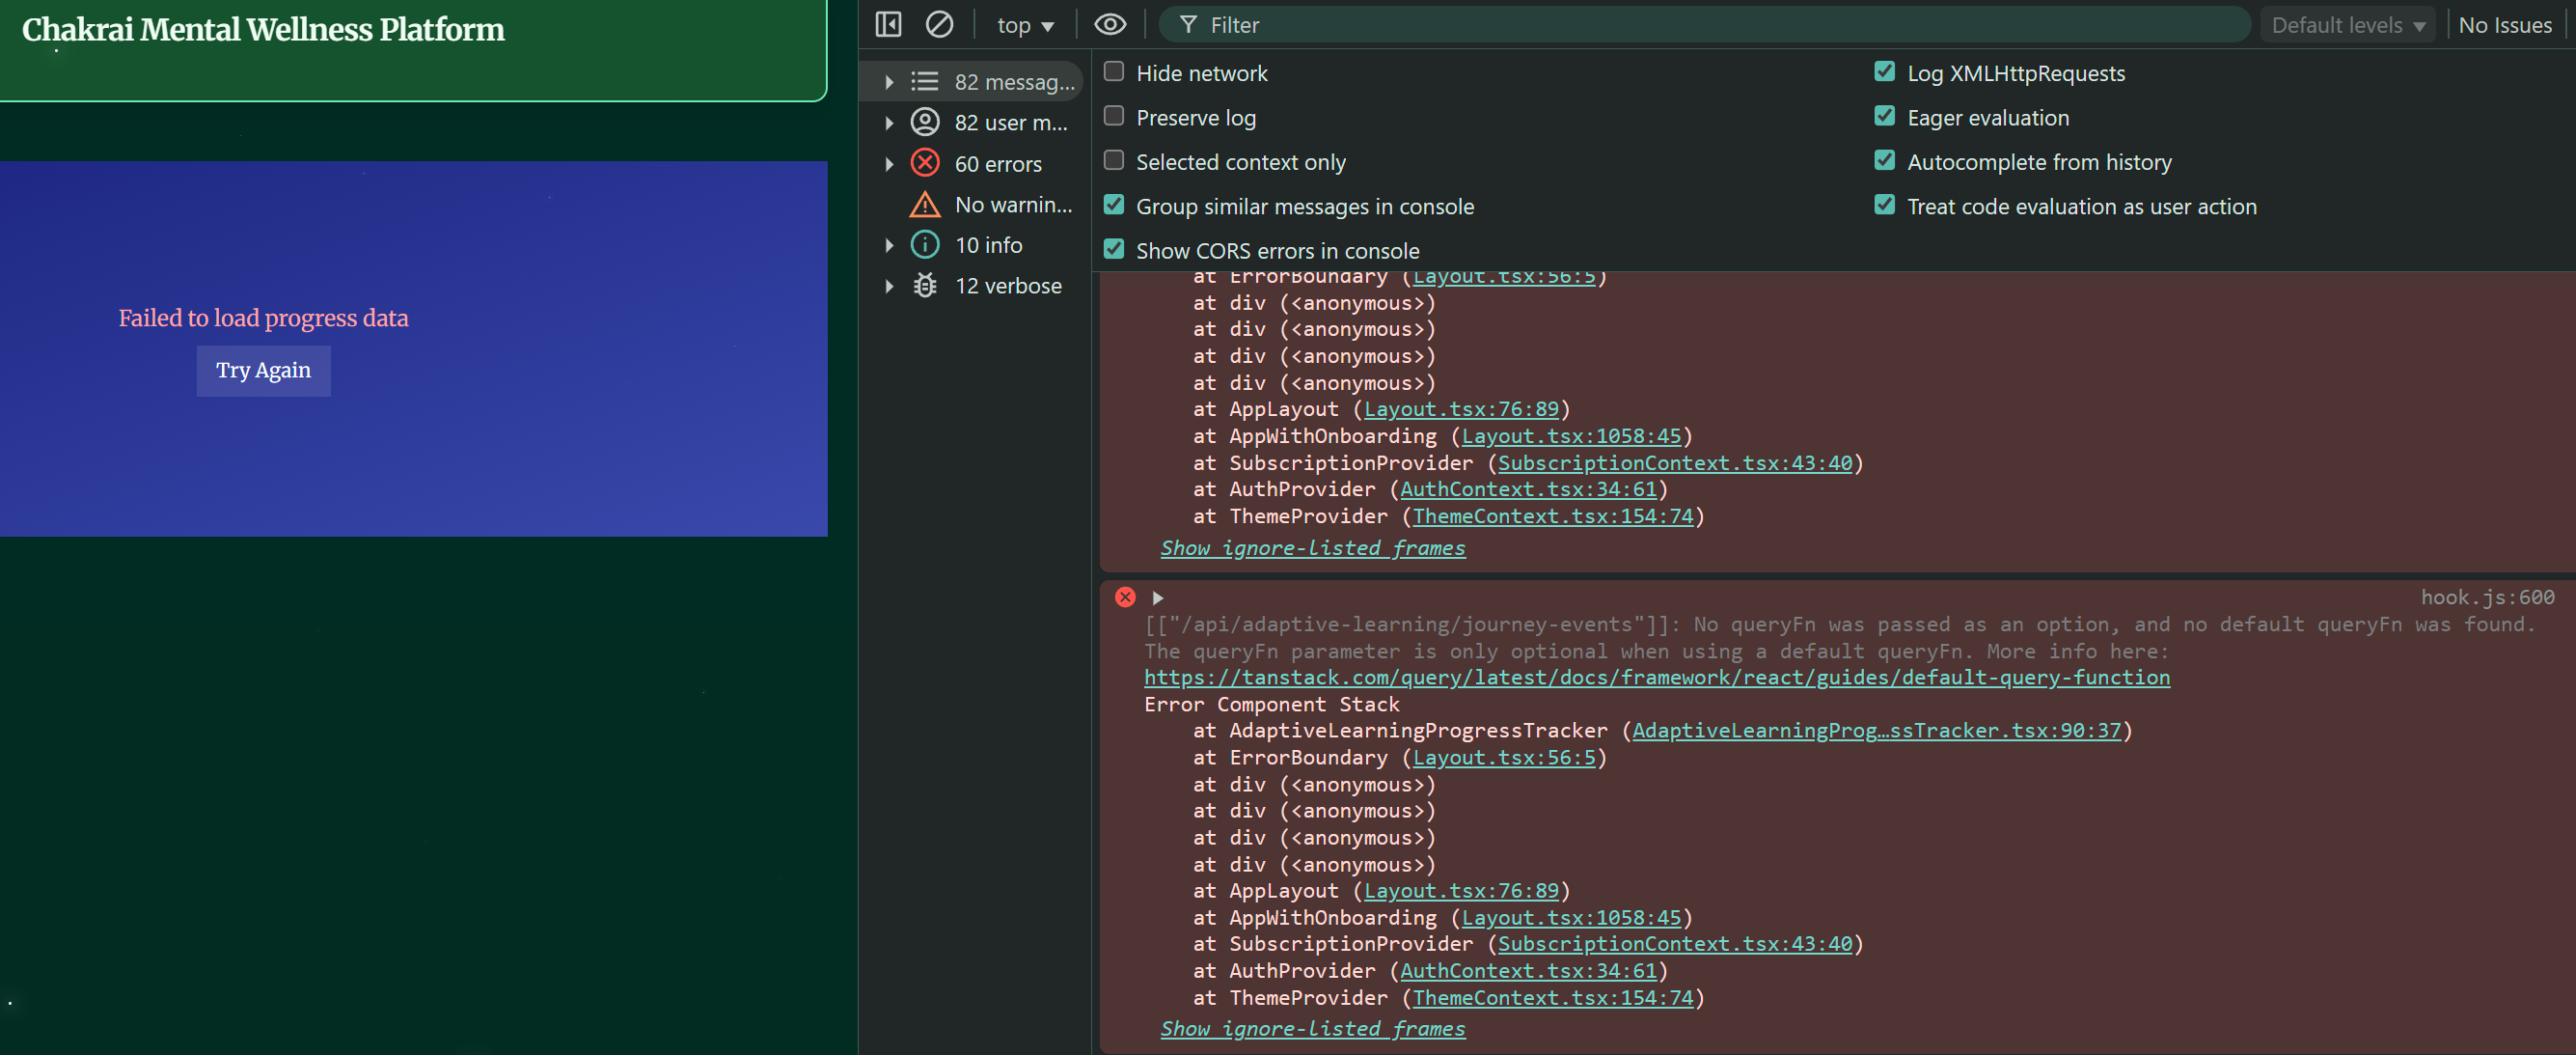 Chakrai Mental Wellness Platform
Failed to load progress data
Try Again
top
Filter
Default levels
No Issues
82 messag...
82 user m...
60 errors
No warnin...
10 info
12 verbose
Hide network
Preserve log
Selected context only
Group similar messages in console
Show CORS errors in console
Log XMLHttpRequests
Eager evaluation
Autocomplete from history
Treat code evaluation as user action
at ErrorBoundary (Layout.tsx:56:5)
at div (<anonymous>)
at div (<anonymous>)
at div (<anonymous>)
at div (<anonymous>)
at AppLayout (Layout.tsx:76:89)
at AppWithOnboarding (Layout.tsx:1058:45)
at SubscriptionProvider (SubscriptionContext.tsx:43:40)
at AuthProvider (AuthContext.tsx:34:61)
at ThemeProvider (ThemeContext.tsx:154:74)
Show ignore-listed frames
hook.js:600
[["/api/adaptive-learning/journey-events"]]: No queryFn was passed as an option, and no default queryFn was found.
The queryFn parameter is only optional when using a default queryFn. More info here:
https://tanstack.com/query/latest/docs/framework/react/guides/default-query-function
Error Component Stack
at AdaptiveLearningProgressTracker (AdaptiveLearningProg…ssTracker.tsx:90:37)
at ErrorBoundary (Layout.tsx:56:5)
at div (<anonymous>)
at div (<anonymous>)
at div (<anonymous>)
at div (<anonymous>)
at AppLayout (Layout.tsx:76:89)
at AppWithOnboarding (Layout.tsx:1058:45)
at SubscriptionProvider (SubscriptionContext.tsx:43:40)
at AuthProvider (AuthContext.tsx:34:61)
at ThemeProvider (ThemeContext.tsx:154:74)
Show ignore-listed frames